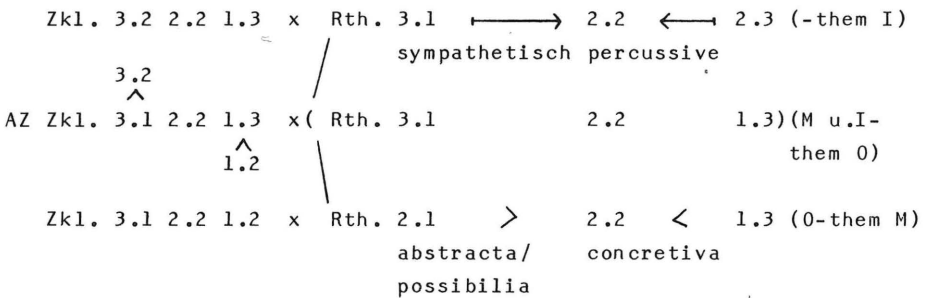 Zkl. 3.2 2.2 1.3 x Rth. 3.1 ⟼ 2.2 ⟵ 2.3 (-them I)
sympathetisch percussive
3.2
^
AZ Zkl. 3.1 2.2 1.3 x( Rth. 3.1 2.2 1.3)(M u.I-
^ them O)
1.2
Zkl. 3.1 2.2 1.2 x Rth. 2.1 > 2.2 < 1.3 (O-them M)
abstracta/ concretiva
possibilia